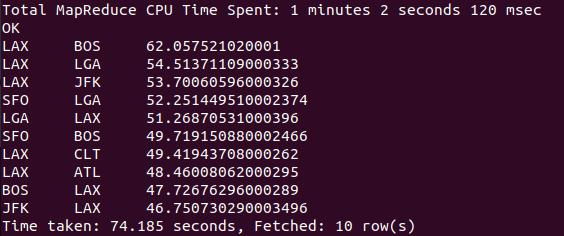 Total MapReduce CPU Time Spent: 1 minutes 2 seconds 120 msec
OK
LAX BOS 62.057521020001
LAX LGA 54.51371109000333
LAX JFK 53.70060596000326
SFO LGA 52.251449510002374
LGA LAX 51.26870531000396
SFO BOS 49.719150880002466
LAX CLT 49.41943708000262
LAX ATL 48.46008062000295
BOS LAX 47.72676296000289
JFK LAX 46.750730290003496
Time taken: 74.185 seconds, Fetched: 10 row(s)